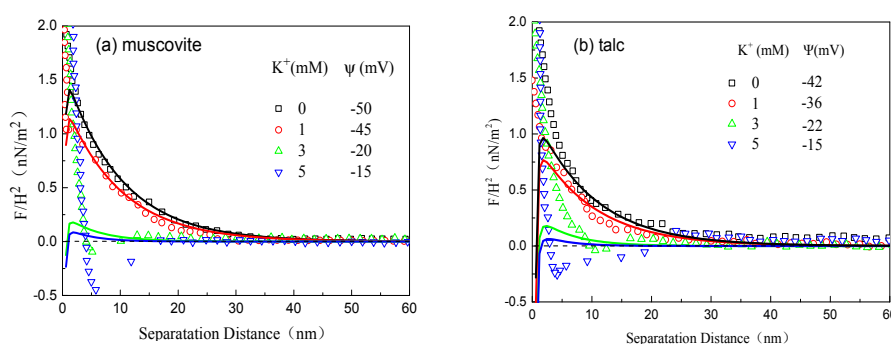 (a) muscovite
K⁺(mM) ψ (mV)
0 -50
1 -45
3 -20
5 -15
2.0
1.5
1.0
0.5
0.0
-0.5
0 10 20 30 40 50 60
F/H² (nN/m²)
Separatation Distance (nm)
(b) talc
K⁺(mM) Ψ(mV)
0 -42
1 -36
3 -22
5 -15
2.0
1.5
1.0
0.5
0.0
-0.5
0 10 20 30 40 50 60
F/H² (nN/m²)
Separatation Distance (nm)